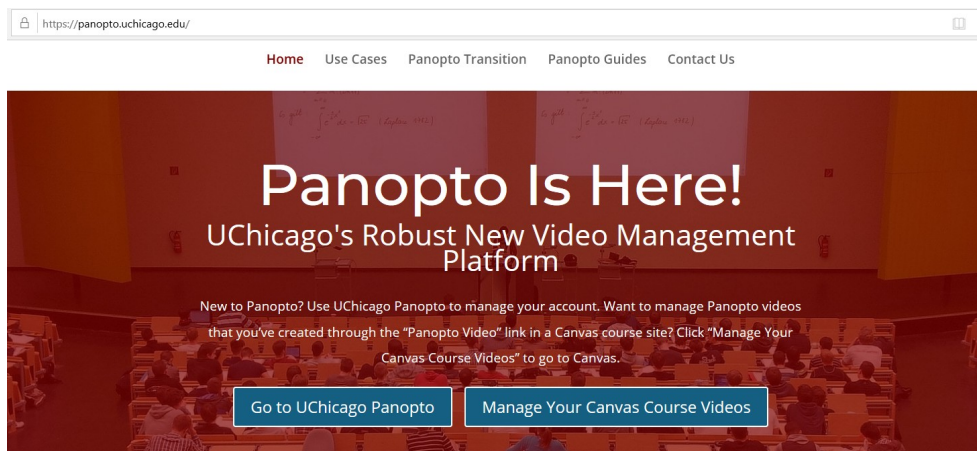 https://panopto.uchicago.edu/
Home Use Cases Panopto Transition Panopto Guides Contact Us
Panopto Is Here!
UChicago's Robust New Video Management
Platform
New to Panopto? Use UChicago Panopto to manage your account. Want to manage Panopto videos
that you've created through the “Panopto Video” link in a Canvas course site? Click “Manage Your
Canvas Course Videos” to go to Canvas.
Go to UChicago Panopto Manage Your Canvas Course Videos